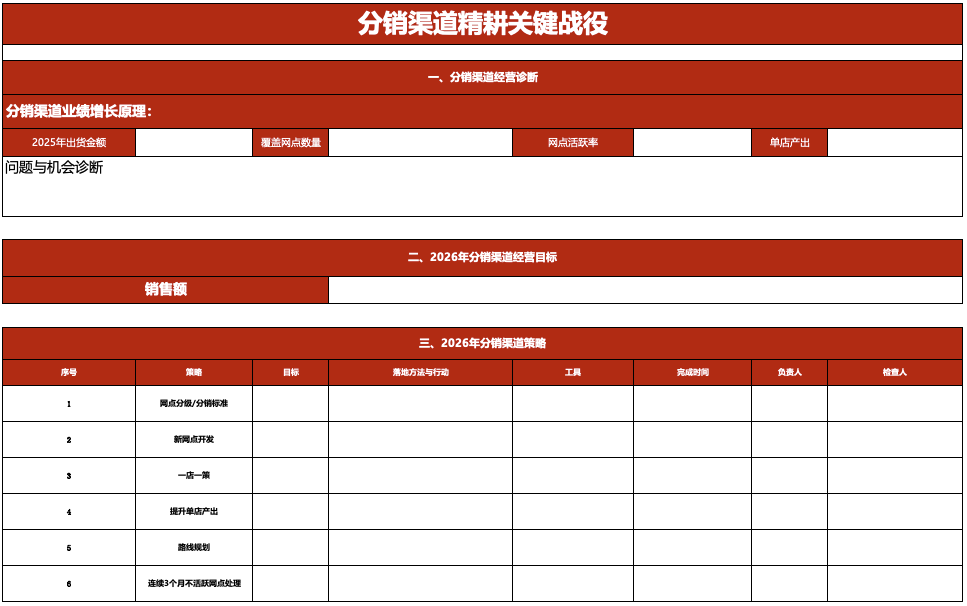 分销渠道精耕关键战役
一、分销渠道经营诊断
分销渠道业绩增长原理：
2025年出货金额 覆盖网点数量 网点活跃率 单店产出
问题与机会诊断
二、2026年分销渠道经营目标
销售额
三、2026年分销渠道策略
序号 策略 目标 落地方法与行动 工具 完成时间 负责人 检查人
1 网点分级/分销标准
2 新网点开发
3 一店一策
4 提升单店产出
5 路线规划
6 连续3个月不活跃网点处理